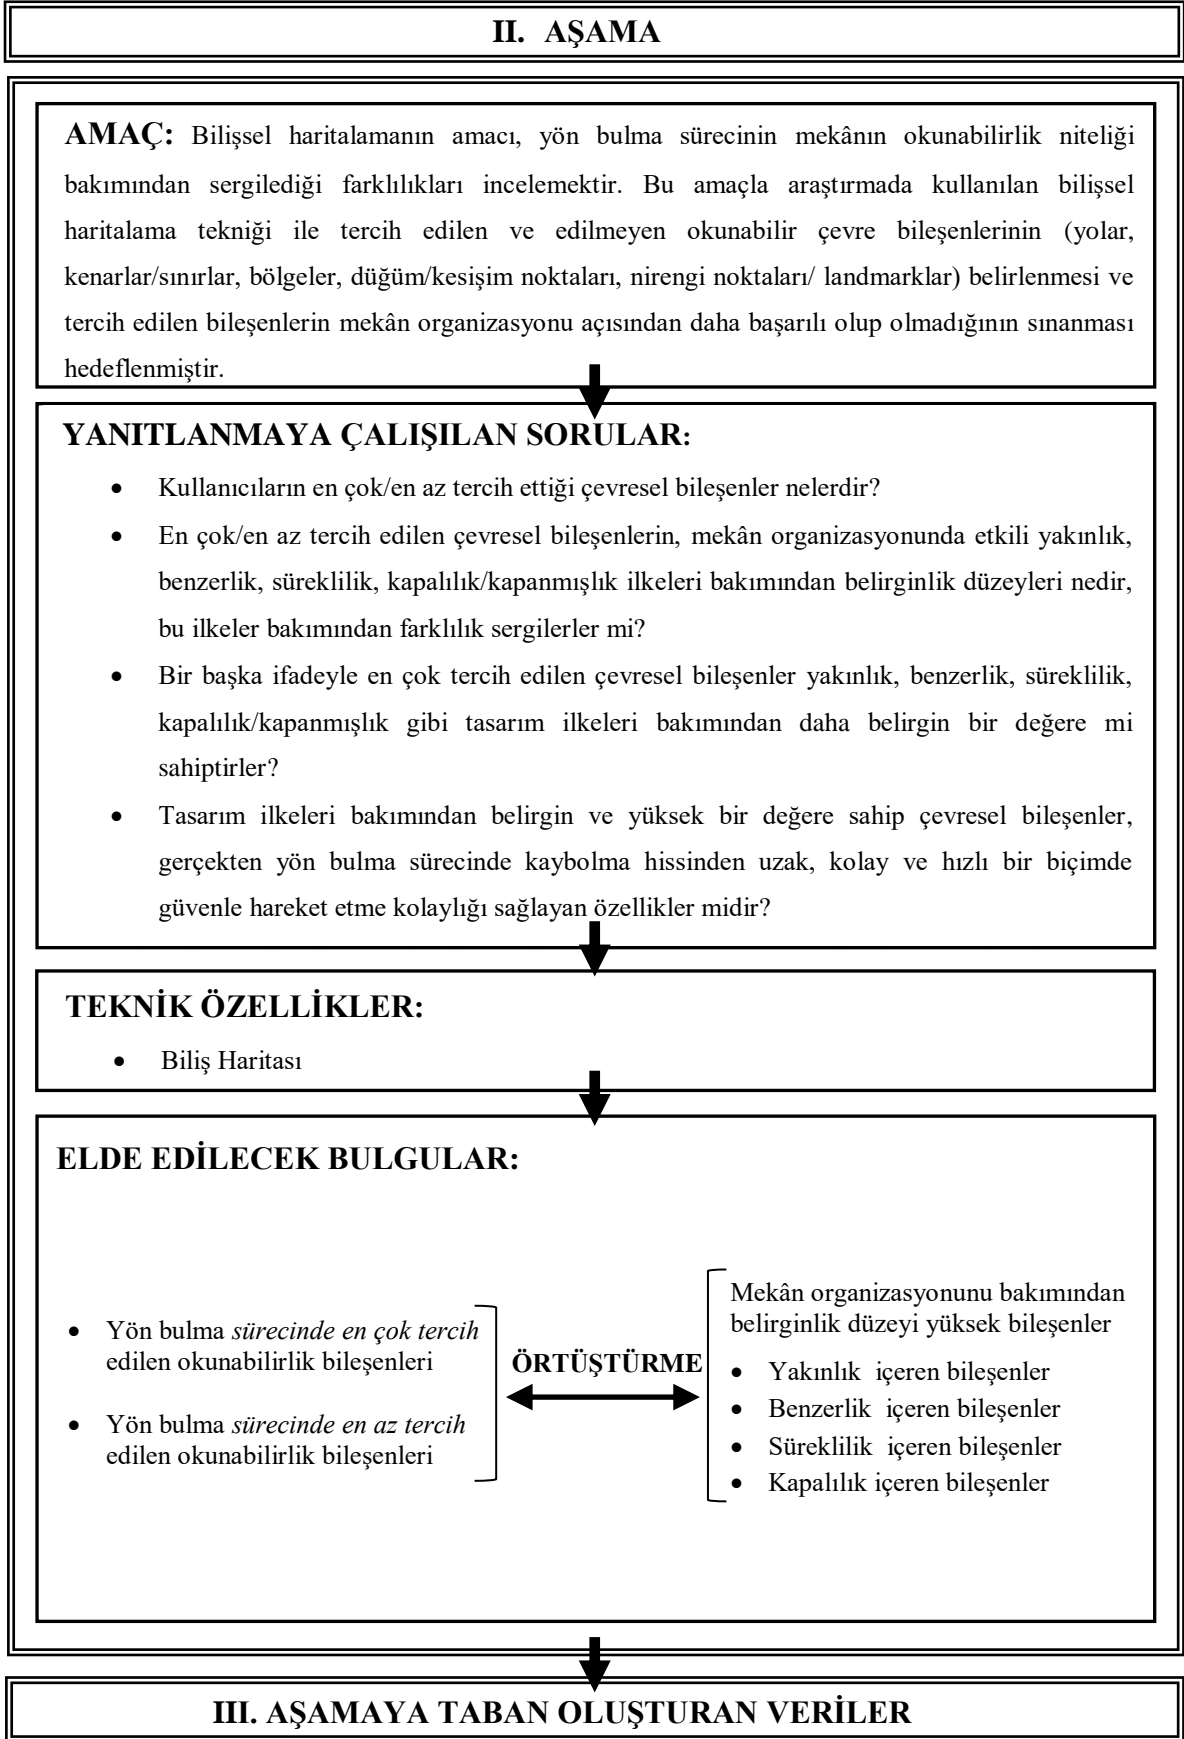 II. AŞAMA
AMAÇ: Bilişsel haritalamanın amacı, yön bulma sürecinin mekânın okunabilirlik niteliği
bakımından sergilediği farklılıkları incelemektir. Bu amaçla araştırmada kullanılan bilişsel
haritalama tekniği ile tercih edilen ve edilmeyen okunabilir çevre bileşenlerinin (yolar,
kenarlar/sınırlar, bölgeler, düğüm/kesişim noktaları, nirengi noktaları/ landmarklar) belirlenmesi ve
tercih edilen bileşenlerin mekân organizasyonu açısından daha başarılı olup olmadığının sınanması
hedeflenmiştir.
YANITLANMAYA ÇALIŞILAN SORULAR:
• Kullanıcıların en çok/en az tercih ettiği çevresel bileşenler nelerdir?
• En çok/en az tercih edilen çevresel bileşenlerin, mekân organizasyonunda etkili yakınlık,
benzerlik, süreklilik, kapalılık/kapanmışlık ilkeleri bakımından belirginlik düzeyleri nedir,
bu ilkeler bakımından farklılık sergilerler mi?
• Bir başka ifadeyle en çok tercih edilen çevresel bileşenler yakınlık, benzerlik, süreklilik,
kapalılık/kapanmışlık gibi tasarım ilkeleri bakımından daha belirgin bir değere mi
sahiptirler?
• Tasarım ilkeleri bakımından belirgin ve yüksek bir değere sahip çevresel bileşenler,
gerçekten yön bulma sürecinde kaybolma hissinden uzak, kolay ve hızlı bir biçimde
güvenle hareket etme kolaylığı sağlayan özellikler midir?
TEKNİK ÖZELLİKLER:
• Biliş Haritası
ELDE EDİLECEK BULGULAR:
• Yön bulma sürecinde en çok tercih
edilen okunabilirlik bileşenleri
• Yön bulma sürecinde en az tercih
edilen okunabilirlik bileşenleri
ÖRTÜŞTÜRME
Mekân organizasyonunu bakımından
belirginlik düzeyi yüksek bileşenler
• Yakınlık içeren bileşenler
• Benzerlik içeren bileşenler
• Süreklilik içeren bileşenler
• Kapalılık içeren bileşenler
III. AŞAMAYA TABAN OLUŞTURAN VERİLER